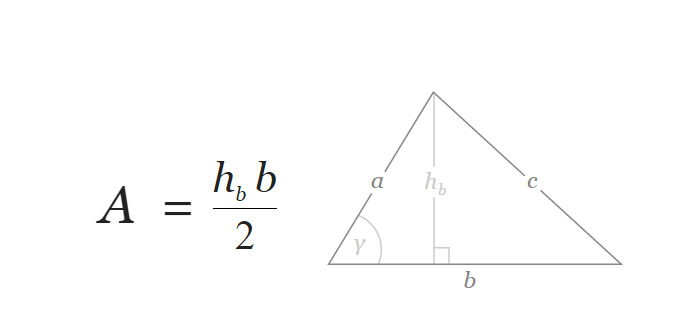 A = h_b b / 2
a
h_b
c
γ
b